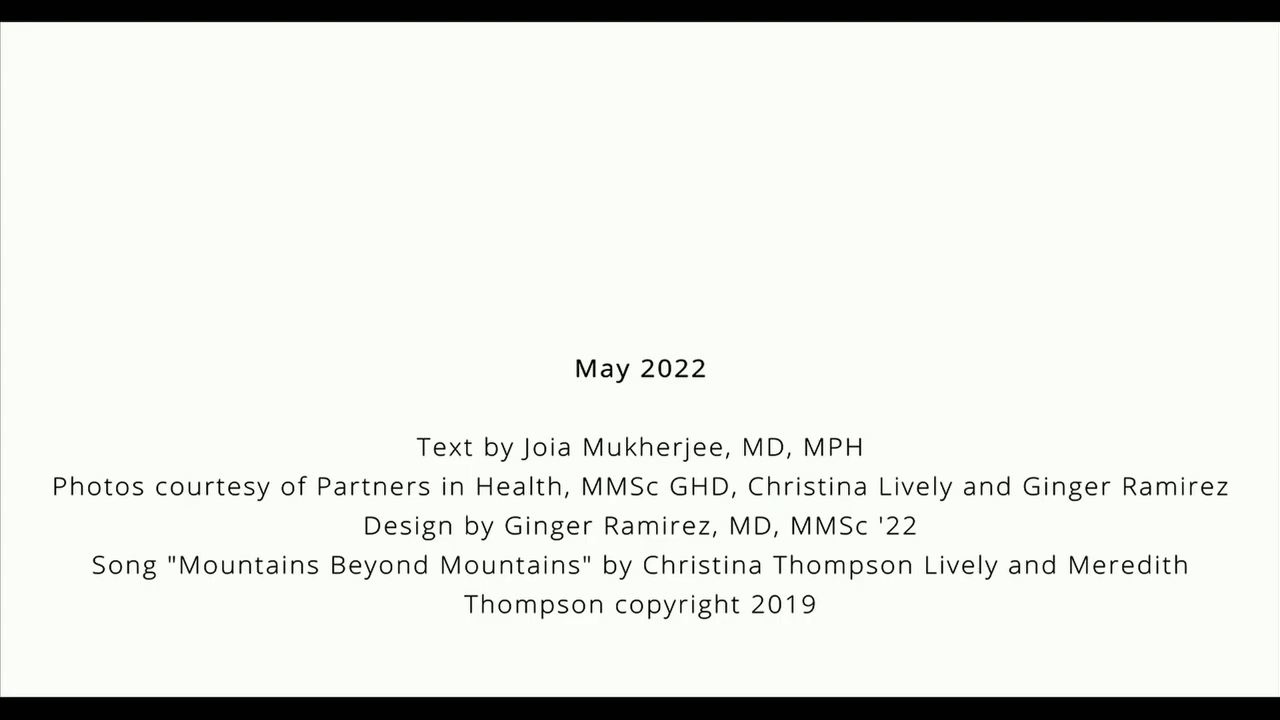 May 2022
Text by Joia Mukherjee, MD, MPH
Photos courtesy of Partners in Health, MMSc GHD, Christina Lively and Ginger Ramirez
Design by Ginger Ramirez, MD, MMSc '22
Song "Mountains Beyond Mountains" by Christina Thompson Lively and Meredith
Thompson copyright 2019